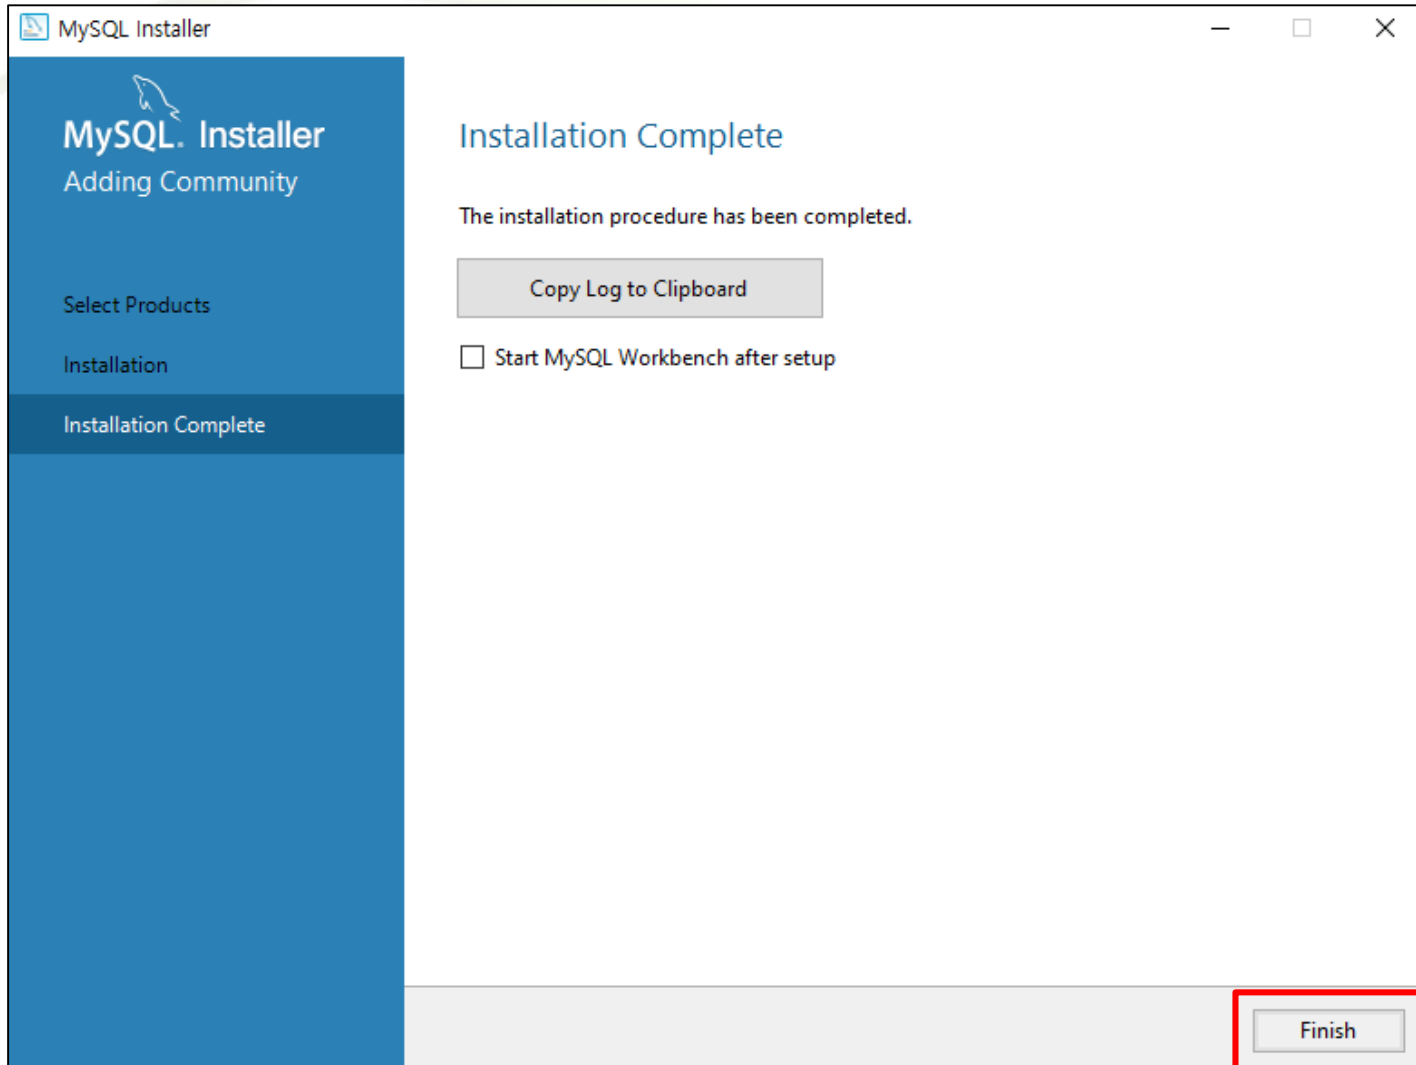 MySQL Installer
MySQL. Installer
Adding Community
Select Products
Installation
Installation Complete
Installation Complete
The installation procedure has been completed.
Copy Log to Clipboard
Start MySQL Workbench after setup
Finish